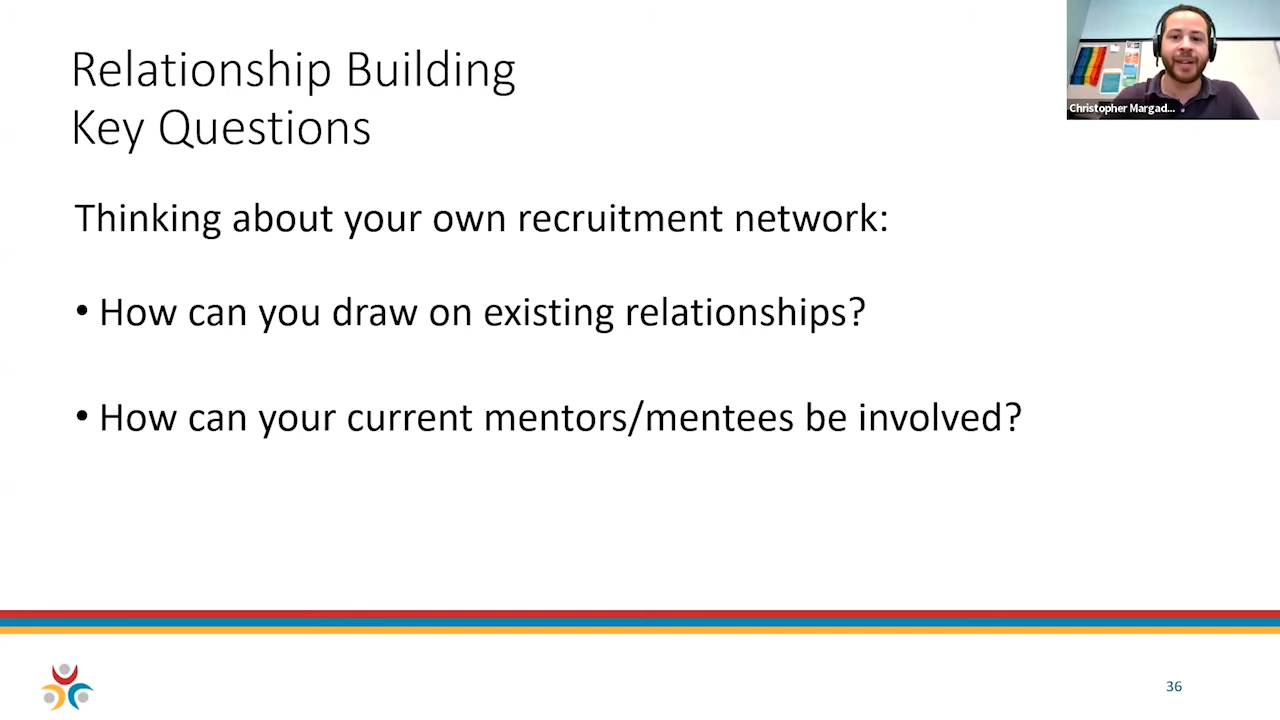 Relationship Building
Key Questions
Christopher Margad...
Thinking about your own recruitment network:
• How can you draw on existing relationships?
• How can your current mentors/mentees be involved?
36